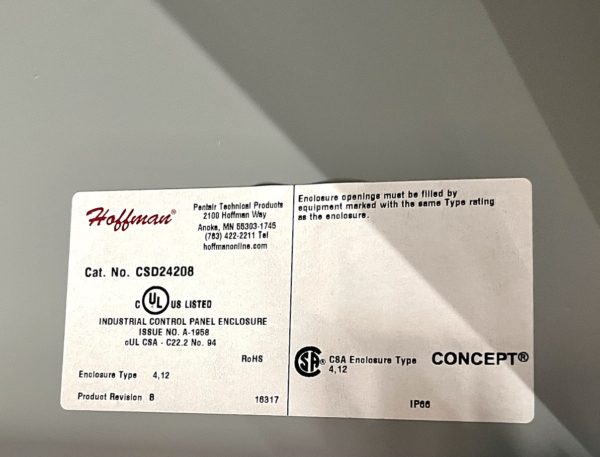 Hoffman®
Pentair Technical Products
2100 Hoffman Way
Anoka, MN 55303-1745
(763) 422-2211 Tel
hoffmanonline.com
Cat. No. CSD24208
C UL US LISTED
INDUSTRIAL CONTROL PANEL ENCLOSURE
ISSUE NO. A-1958
cUL CSA - C22.2 No. 94
RoHS
Enclosure Type 4,12
Product Revision B 16317
Enclosure openings must be filled by
equipment marked with the same Type rating
as the enclosure.
SA® CSA Enclosure Type CONCEPT®
4,12
IP66